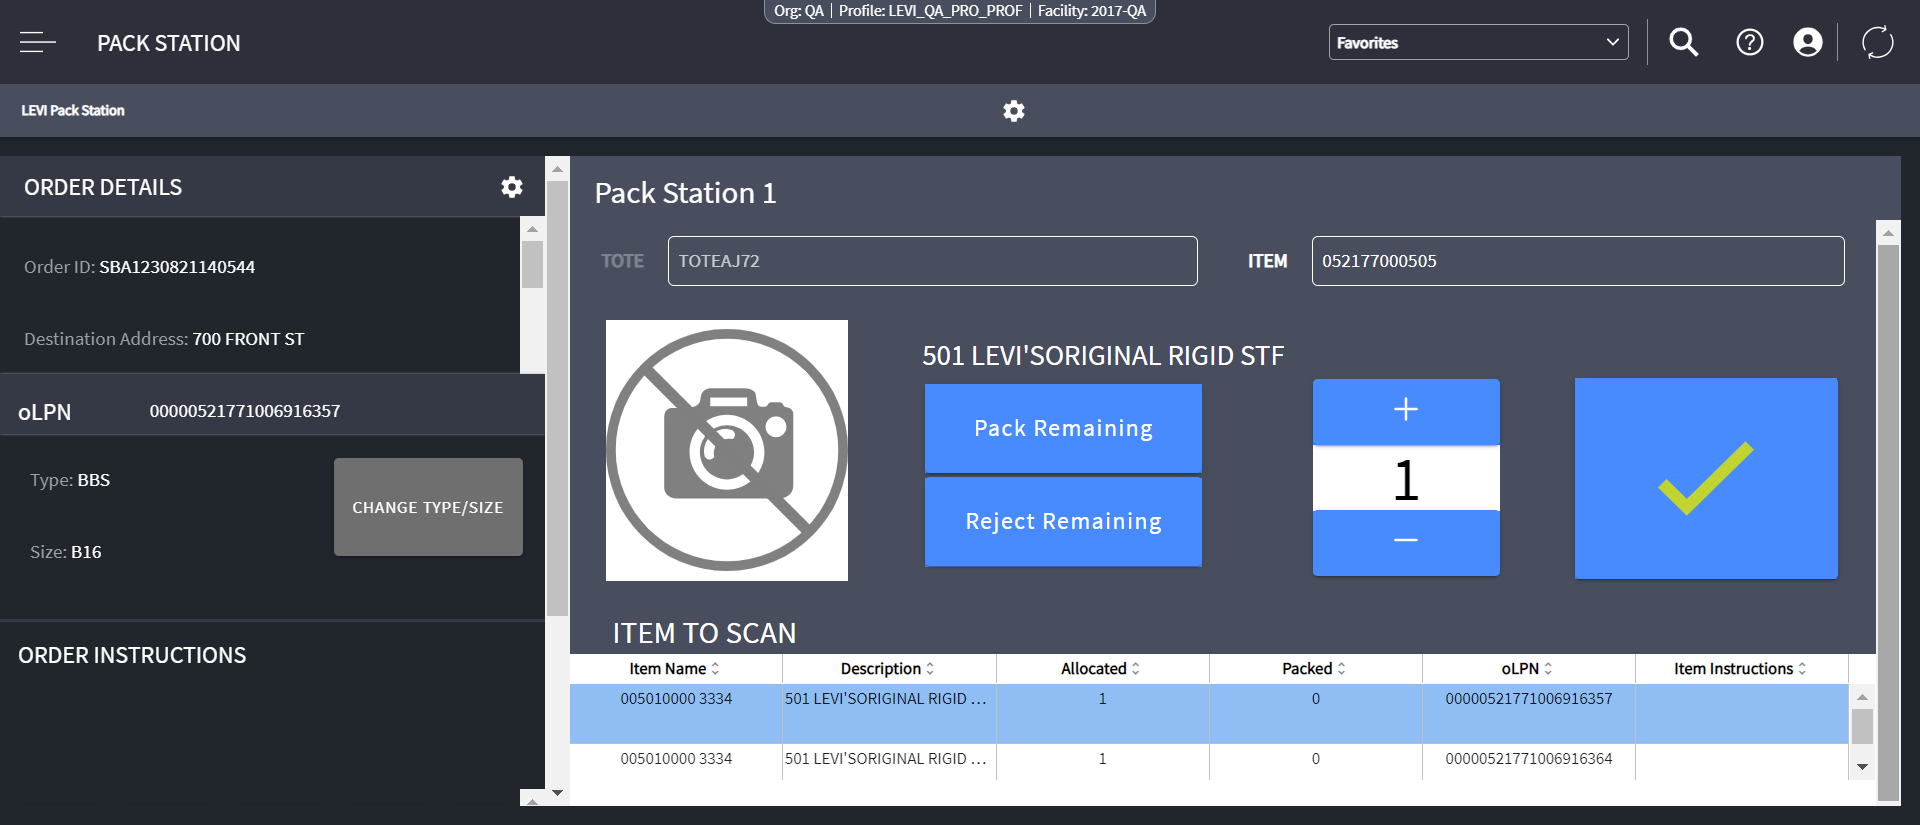 Org: QA | Profile: LEVI_QA_PRO_PROF | Facility: 2017-QA
PACK STATION
Favorites
LEVI Pack Station
ORDER DETAILS
Order ID: SBA1230821140544
Destination Address: 700 FRONT ST
oLPN 00000521771006916357
Type: BBS
CHANGE TYPE/SIZE
Size: B16
ORDER INSTRUCTIONS
Pack Station 1
TOTE TOTEAJ72 ITEM 052177000505
501 LEVI'SORIGINAL RIGID STF
Pack Remaining
Reject Remaining
+
1
−
ITEM TO SCAN
Item Name Description Allocated Packed oLPN Item Instructions
005010000 3334 501 LEVI'SORIGINAL RIGID ... 1 0 00000521771006916357
005010000 3334 501 LEVI'SORIGINAL RIGID ... 1 0 00000521771006916364